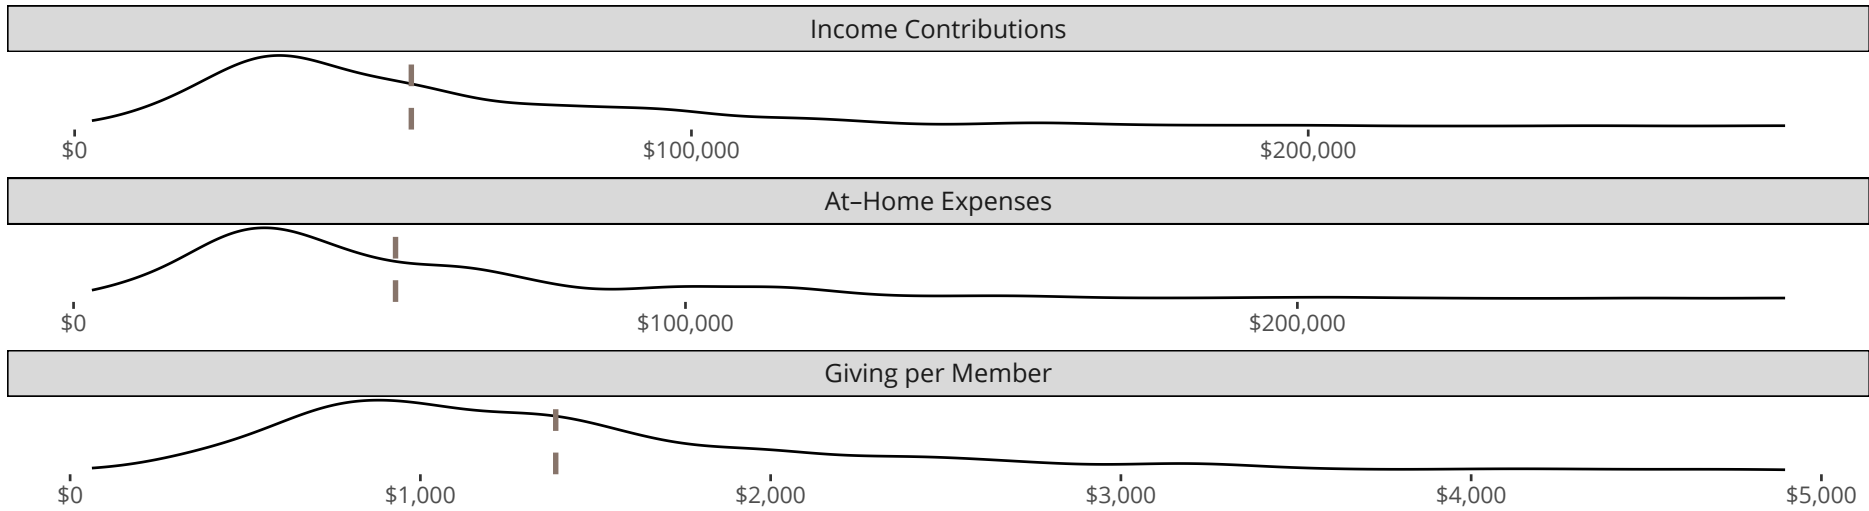 Income Contributions
$0 $100,000 $200,000
At–Home Expenses
$0 $100,000 $200,000
Giving per Member
$0 $1,000 $2,000 $3,000 $4,000 $5,000